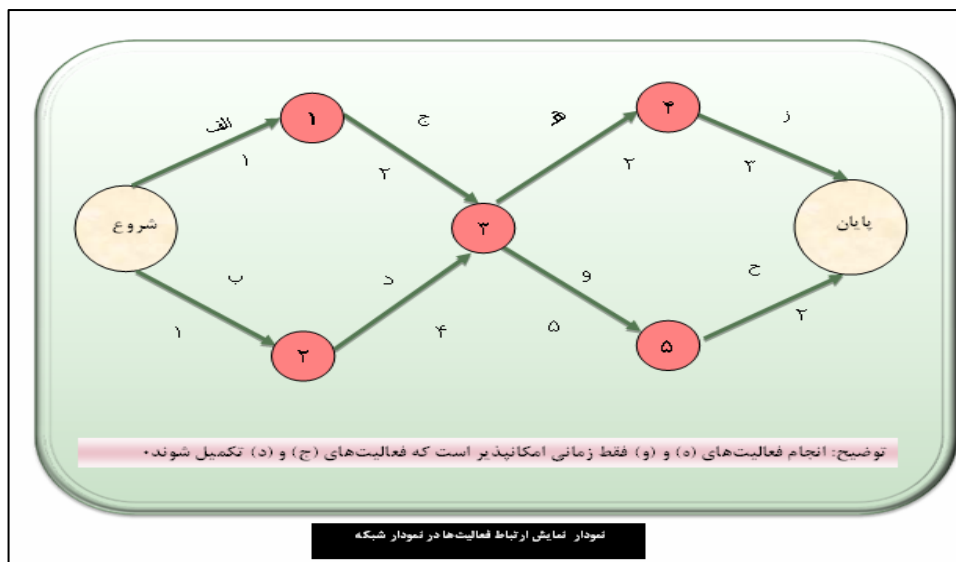 الف
۱
ج
ﻫ
۴
ز
۱
۲
۲
۳
شروع
۳
پایان
ب
د
و
ح
۱
۲
۴
۵
۵
۲
توضیح: انجام فعالیت‌های (ه) و (و) فقط زمانی امکانپذیر است که فعالیت‌های (ج) و (د) تکمیل شوند.
نمودار نمایش ارتباط فعالیت‌ها در نمودار شبکه